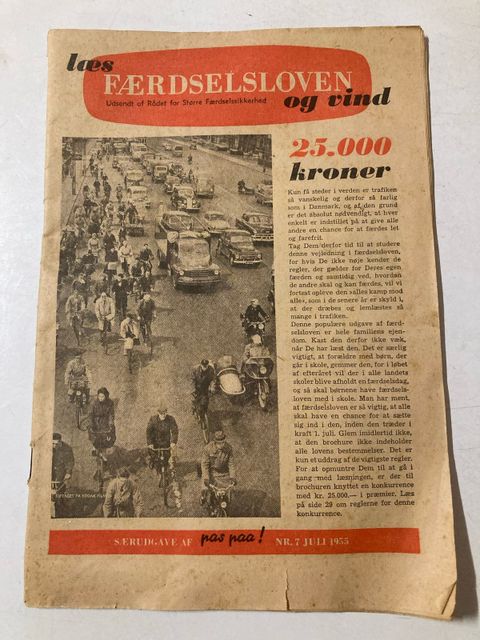 læs
FÆRDSELSLOVEN
Udsendt af Rådet for Større Færdselssikkerhed
og vind
25.000
kroner
Kun få steder i verden er trafiken
så vanskelig og derfor så farlig
som i Danmark, og af den grund
er det absolut nødvendigt, at hver
enkelt er indstillet på at give alle
andre en chance for at færdes let
og farefrit.
Tag Dem derfor tid til at studere
denne vejledning i færdselsloven,
for hvis De ikke nøje kender de
regler, der gælder for Deres egen
færden og samtidig ved, hvordan
de andre skal og kan færdes, vil vi
fortsat opleve den »alles kamp mod
alle«, som i de senere år er skyld i,
at der dræbes og lemlæstes så
mange i trafiken.
Denne populære udgave af færd-
selsloven er hele familiens ejen-
dom. Kast den derfor ikke væk,
når De har læst den. Det er særlig
vigtigt, at forældre med børn, der
går i skole, gemmer den, for i løbet
af efteråret vil der i alle landets
skoler blive afholdt en færdselsdag,
og så skal børnene have færdsels-
loven med i skole. Man har ment,
at færdselsloven er så vigtig, at alle
skal have en chance for at sætte
sig ind i den, inden den træder i
kraft 1. juli. Glem imidlertid ikke,
at brochuren ikke indeholder
alle lovens bestemmelser. Det er
kun et uddrag af de vigtigste regler.
For at opmuntre Dem til at gå i
gang med læsningen, er der til
brochuren knyttet en konkurrence
med kr. 25.000.— i præmier. Læs
på side 29 om reglerne for denne
konkurrence.
SÆRUDGAVE AF pas paa! NR. 7 JULI 1955